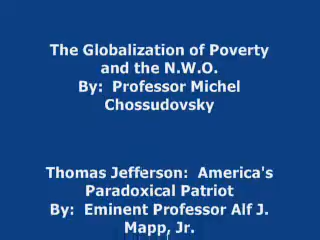 The Globalization of Poverty
and the N.W.O.
By:  Professor Michel
Chossudovsky
Thomas Jefferson:  America's
Paradoxical Patriot
By:  Eminent Professor Alf J.
Mapp, Jr.